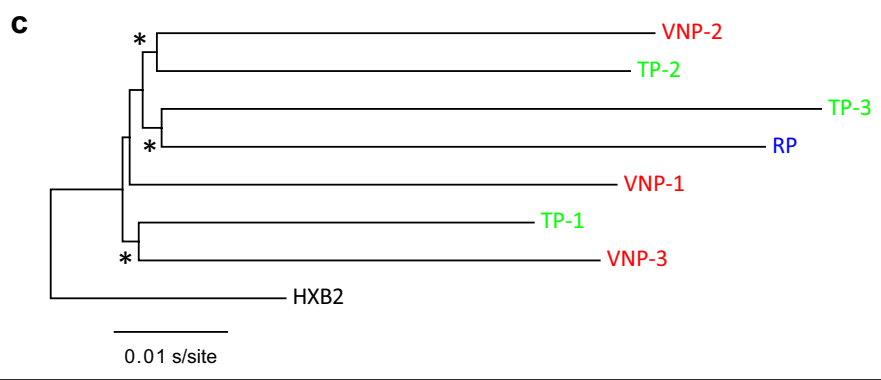 c
*
VNP-2
TP-2
TP-3
*
RP
VNP-1
TP-1
*
VNP-3
HXB2
0.01 s/site